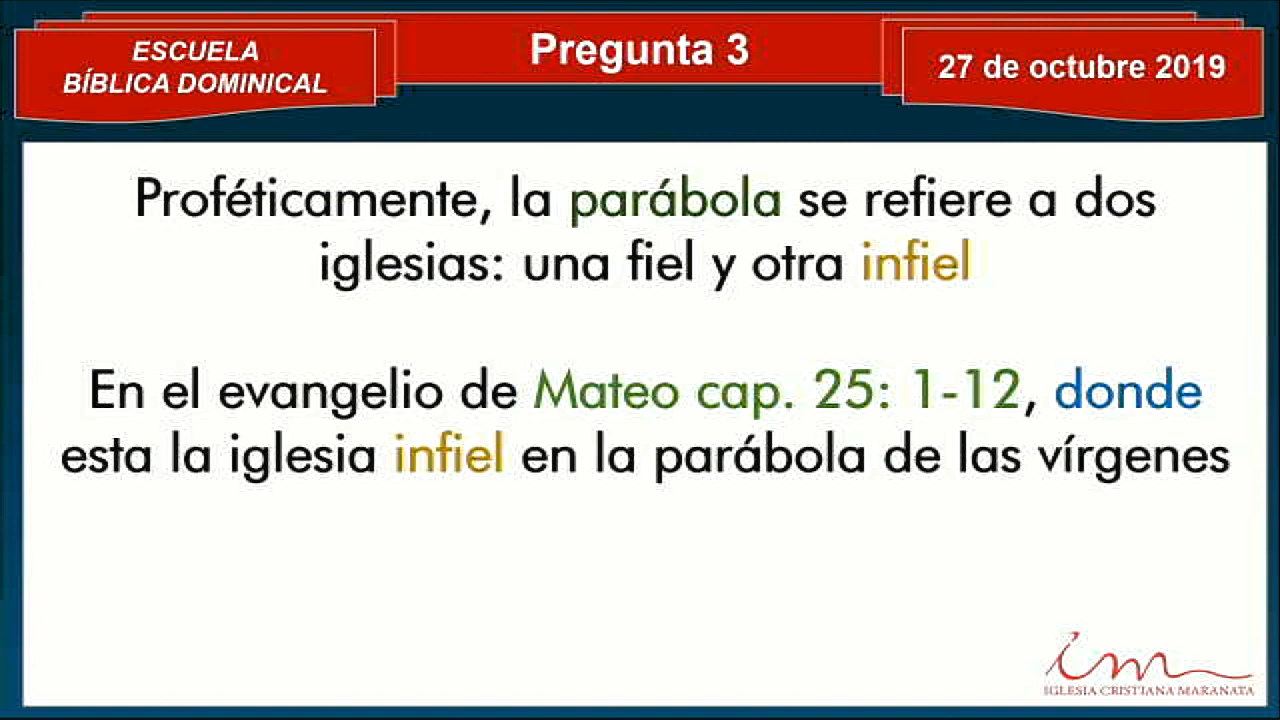 ESCUELA
BÍBLICA DOMINICAL
Pregunta 3
27 de octubre 2019
Proféticamente, la parábola se refiere a dos
iglesias: una fiel y otra infiel
En el evangelio de Mateo cap. 25: 1-12, donde
esta la iglesia infiel en la parábola de las vírgenes
im
IGLESIA CRISTIANA MARANATA